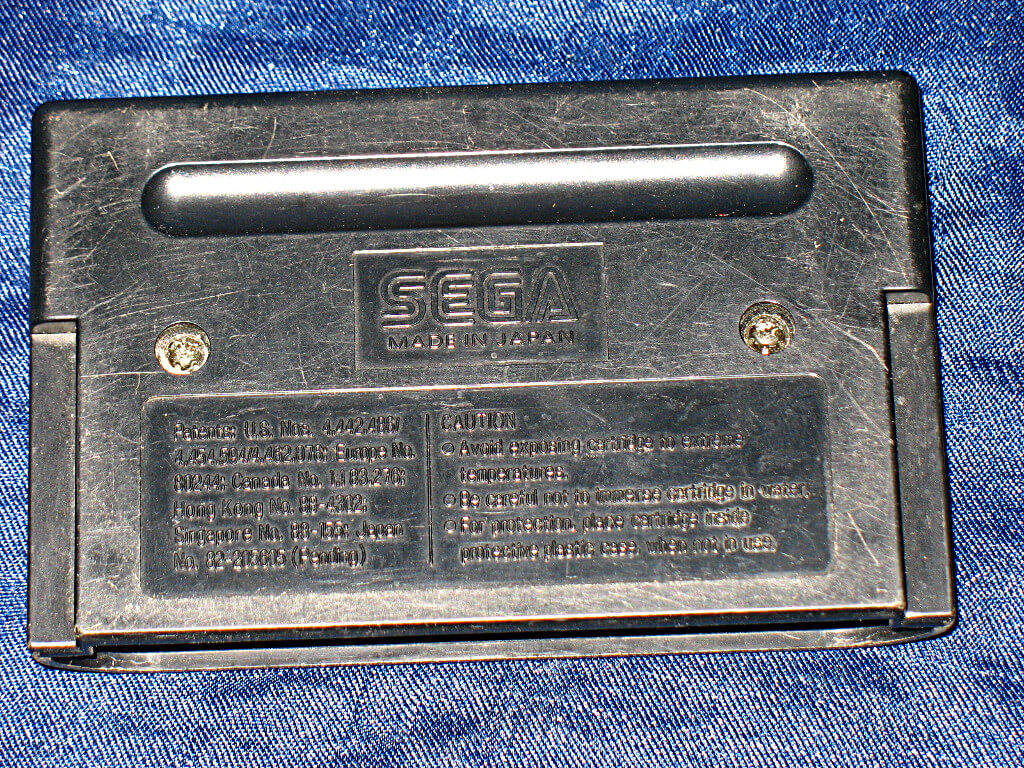 SEGA
MADE IN JAPAN
Patents: U.S. Nos. 4,442,486/
4,454,594/4,462,076; Europe No.
80244; Canada No. 1,183,276;
Hong Kong No. 88-4302;
Singapore No. 88-155; Japan
No. 82-205605 (Pending)
CAUTION
○ Avoid exposing cartridge to extreme
temperatures.
○ Be careful not to immerse cartridge in water.
○ For protection, place cartridge inside
protective plastic case, when not in use.